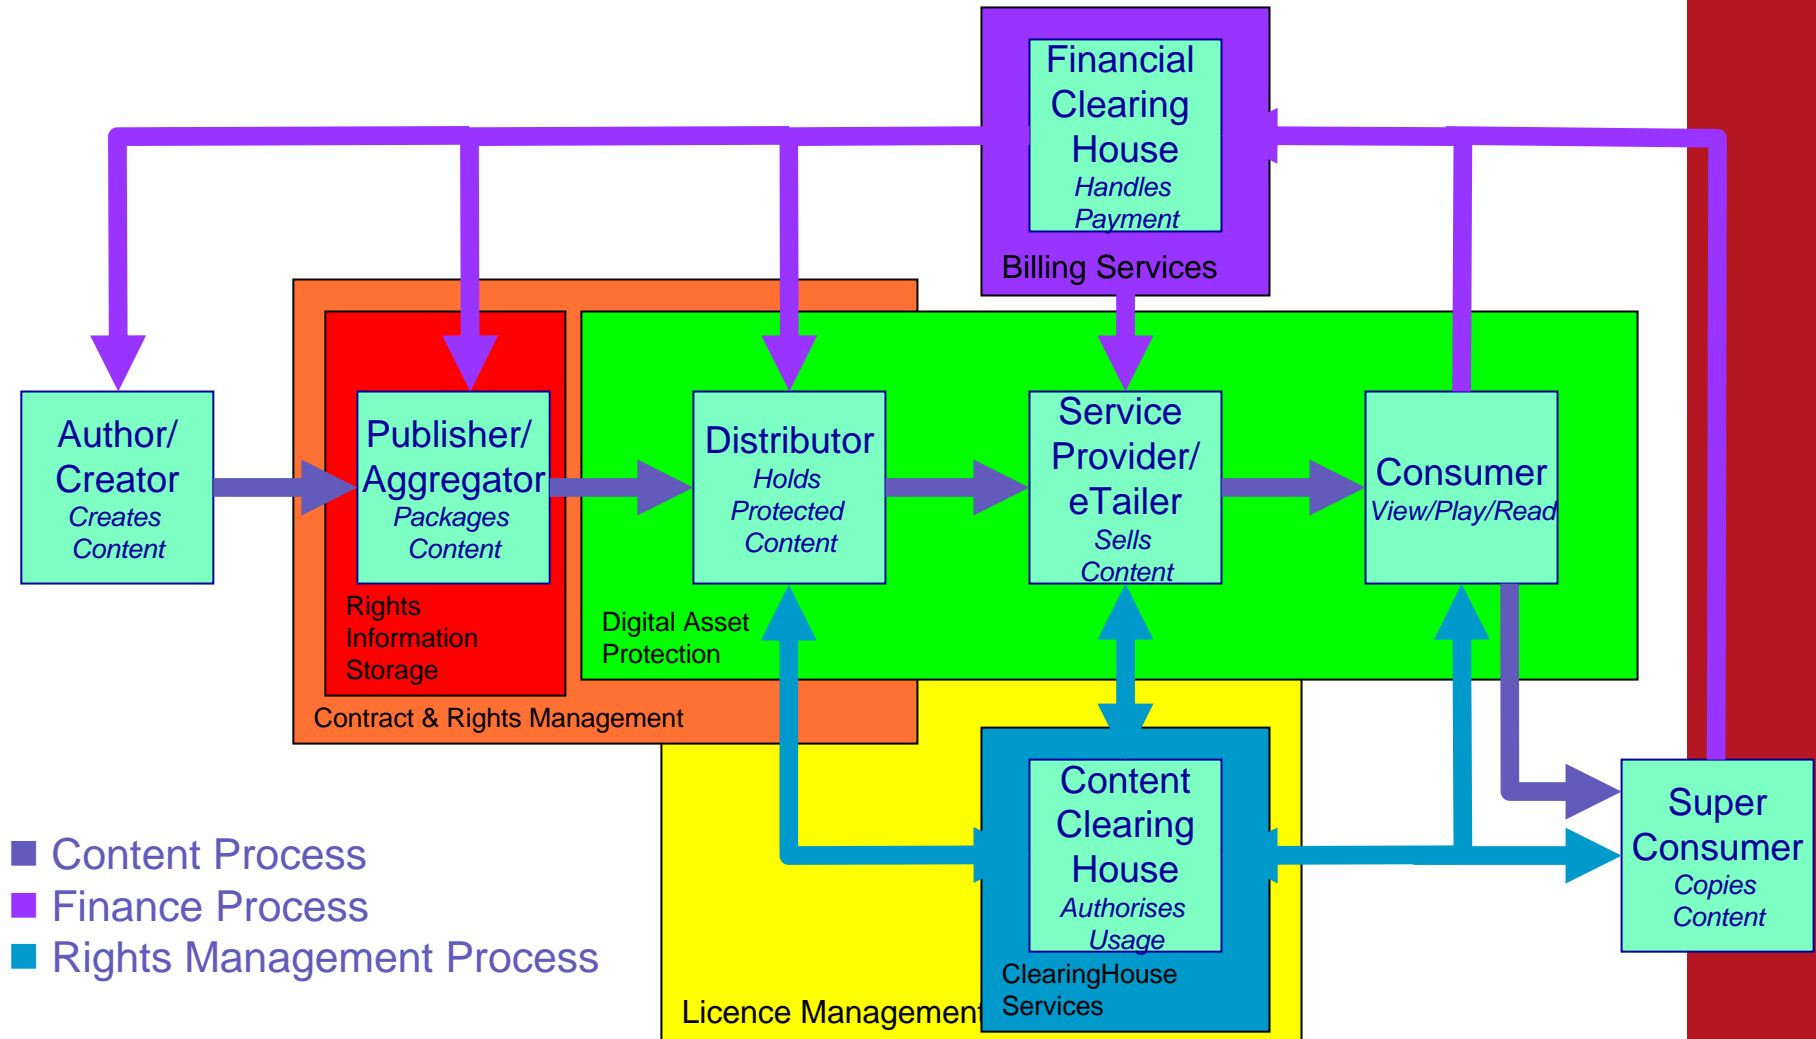 Financial
Clearing
House
Handles
Payment
Billing Services
Author/
Creator
Creates
Content
Publisher/
Aggregator
Packages
Content
Rights
Information
Storage
Contract & Rights Management
Distributor
Holds
Protected
Content
Digital Asset
Protection
Service
Provider/
eTailer
Sells
Content
Consumer
View/Play/Read
Content
Clearing
House
Authorises
Usage
ClearingHouse
Services
Licence Management
Super
Consumer
Copies
Content
Content Process
Finance Process
Rights Management Process